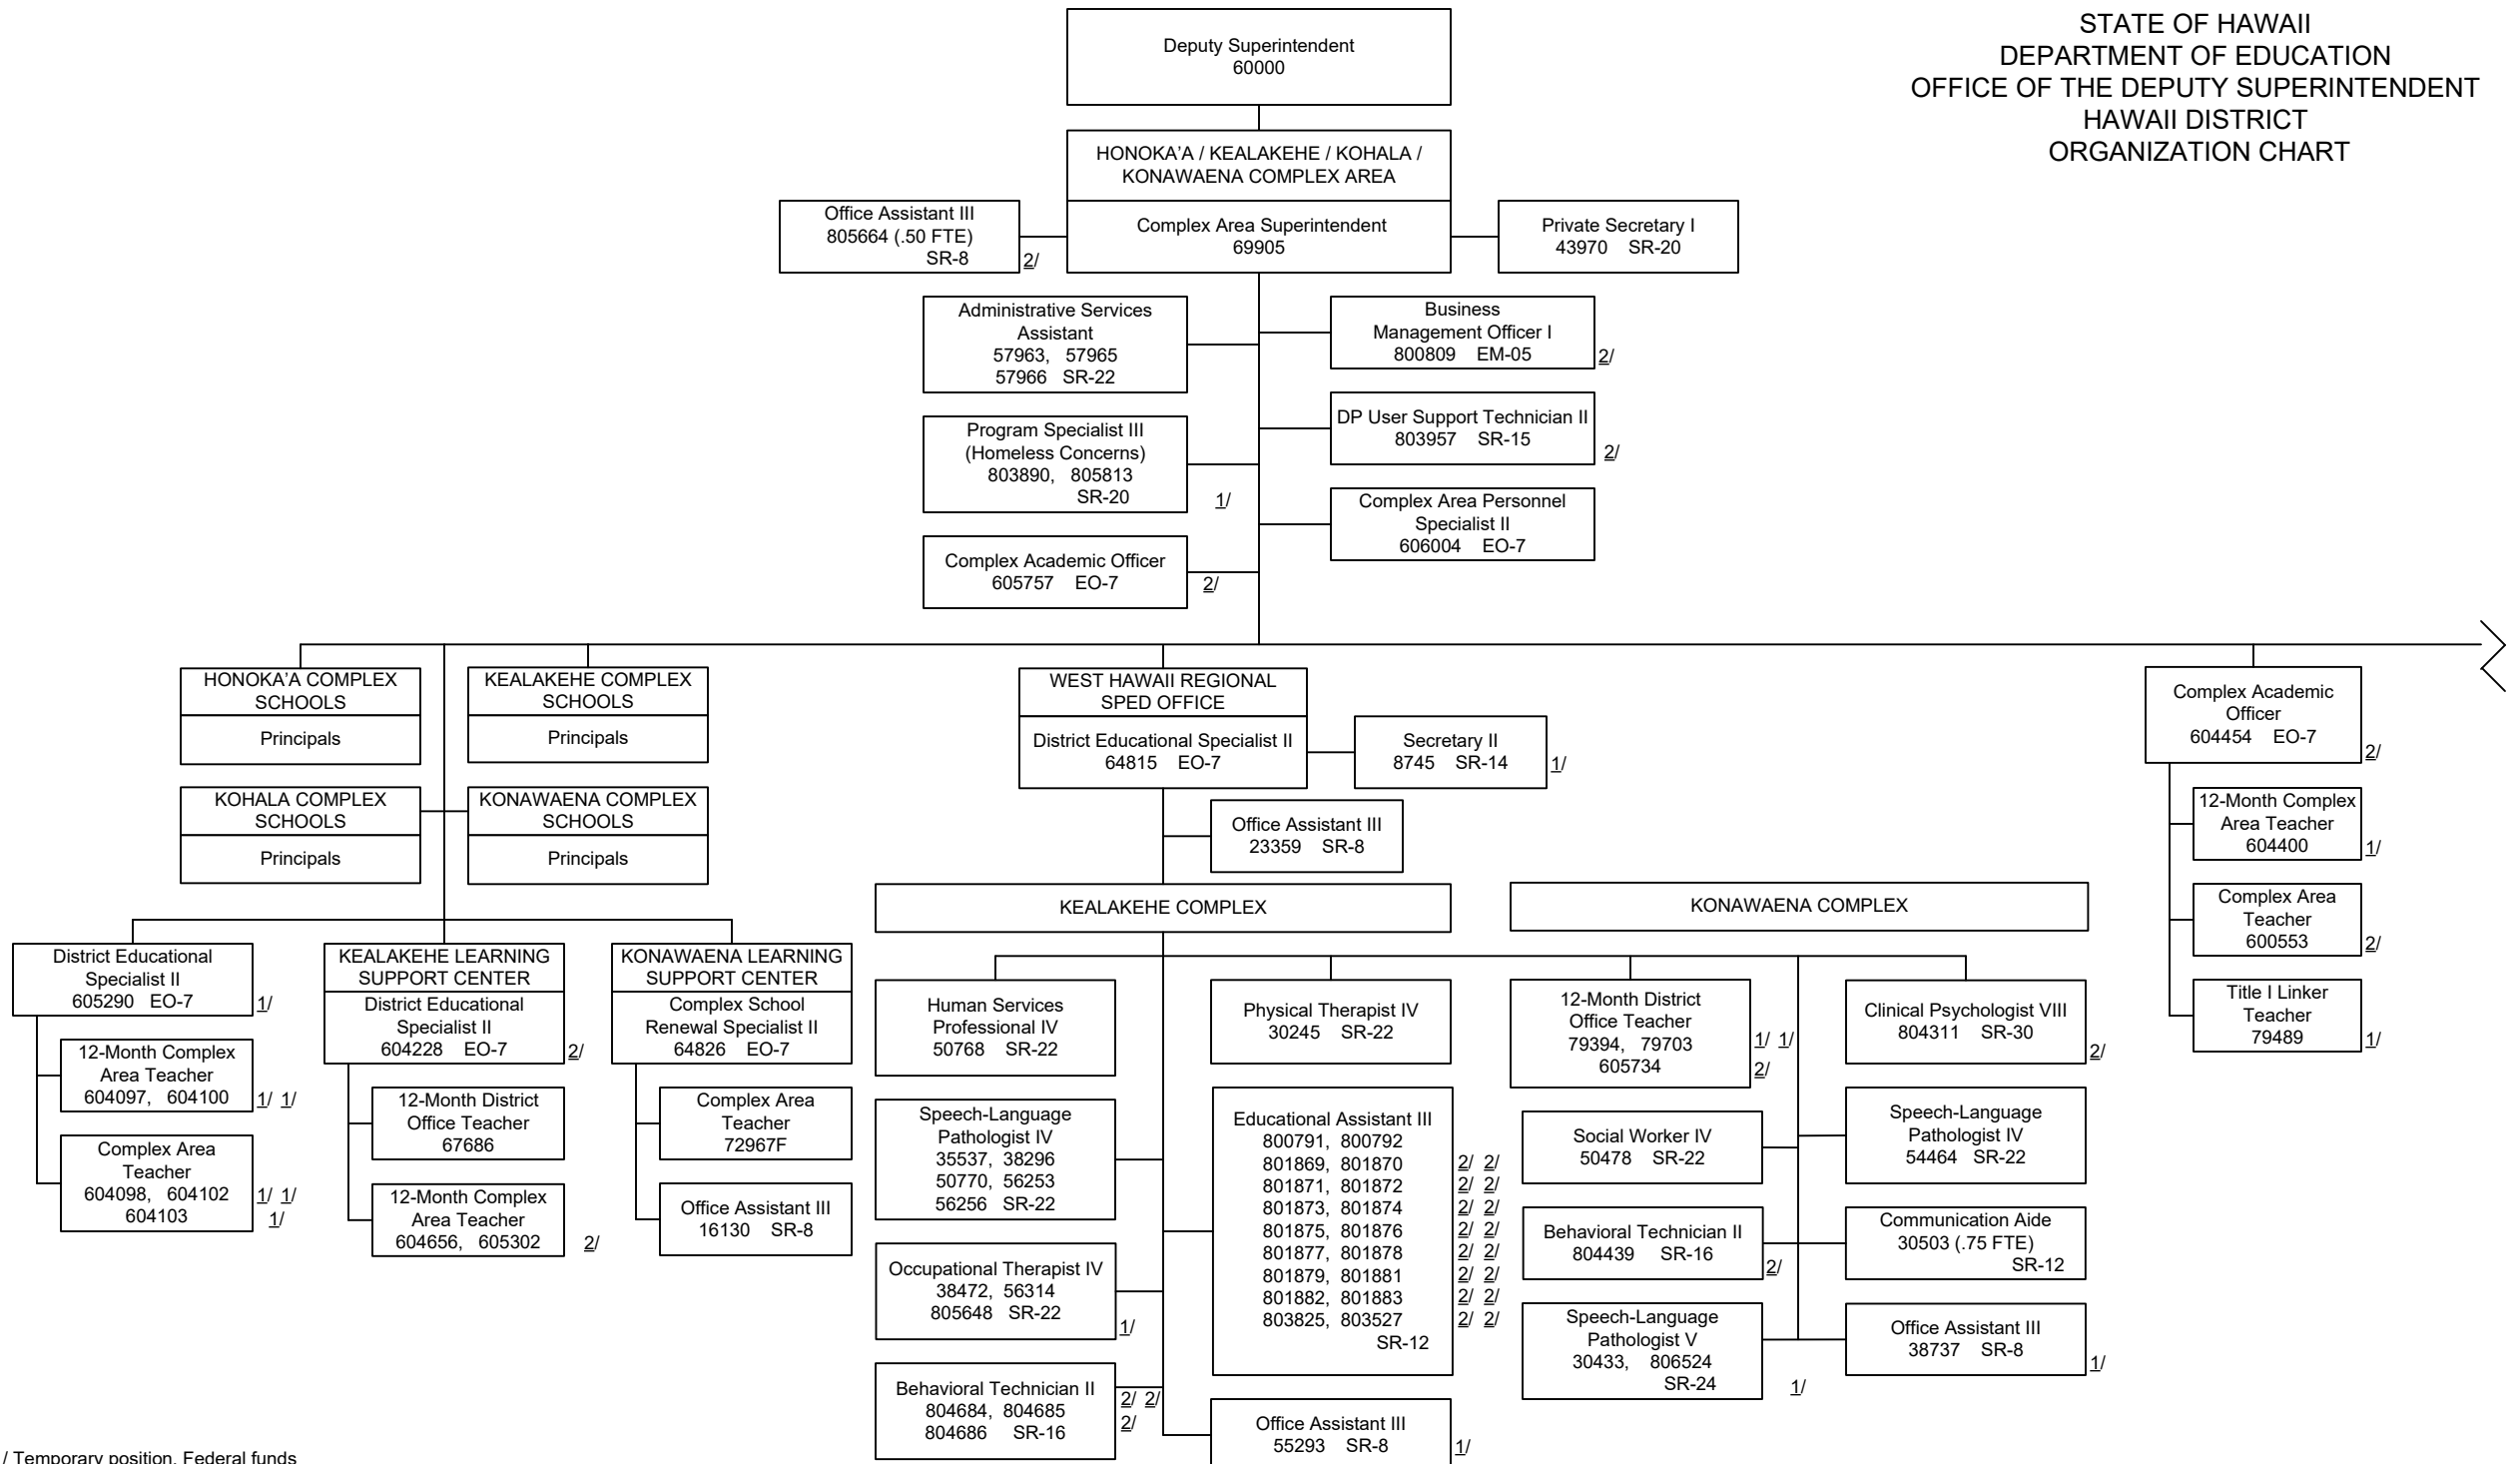 STATE OF HAWAII
DEPARTMENT OF EDUCATION
OFFICE OF THE DEPUTY SUPERINTENDENT
HAWAII DISTRICT
ORGANIZATION CHART
Deputy Superintendent
60000
HONOKA'A / KEALAKEHE / KOHALA /
KONAWAENA COMPLEX AREA
Complex Area Superintendent
69905
Office Assistant III
805664 (.50 FTE)
SR-8
2/
Private Secretary I
43970 SR-20
Administrative Services
Assistant
57963, 57965
57966 SR-22
Business
Management Officer I
800809 EM-05
2/
Program Specialist III
(Homeless Concerns)
803890, 805813
SR-20
1/
DP User Support Technician II
803957 SR-15
2/
Complex Area Personnel
Specialist II
606004 EO-7
Complex Academic Officer
605757 EO-7
2/
HONOKA'A COMPLEX
SCHOOLS
Principals
KEALAKEHE COMPLEX
SCHOOLS
Principals
KOHALA COMPLEX
SCHOOLS
Principals
KONAWAENA COMPLEX
SCHOOLS
Principals
District Educational
Specialist II
605290 EO-7
1/
12-Month Complex
Area Teacher
604097, 604100
1/ 1/
Complex Area
Teacher
604098, 604102
604103
1/ 1/
1/
KEALAKEHE LEARNING
SUPPORT CENTER
District Educational
Specialist II
604228 EO-7
2/
12-Month District
Office Teacher
67686
12-Month Complex
Area Teacher
604656, 605302
2/
KONAWAENA LEARNING
SUPPORT CENTER
Complex School
Renewal Specialist II
64826 EO-7
Complex Area
Teacher
72967F
Office Assistant III
16130 SR-8
WEST HAWAII REGIONAL
SPED OFFICE
District Educational Specialist II
64815 EO-7
Secretary II
8745 SR-14
1/
Office Assistant III
23359 SR-8
KEALAKEHE COMPLEX
Human Services
Professional IV
50768 SR-22
Physical Therapist IV
30245 SR-22
Speech-Language
Pathologist IV
35537, 38296
50770, 56253
56256 SR-22
Occupational Therapist IV
38472, 56314
805648 SR-22
1/
Behavioral Technician II
804684, 804685
804686 SR-16
2/ 2/
2/
Educational Assistant III
800791, 800792
801869, 801870
801871, 801872
801873, 801874
801875, 801876
801877, 801878
801879, 801881
801882, 801883
803825, 803527
SR-12
2/ 2/
2/ 2/
2/ 2/
2/ 2/
2/ 2/
2/ 2/
2/ 2/
2/ 2/
Office Assistant III
55293 SR-8
1/
KONAWAENA COMPLEX
12-Month District
Office Teacher
79394, 79703
605734
1/ 1/
2/
Clinical Psychologist VIII
804311 SR-30
2/
Social Worker IV
50478 SR-22
Speech-Language
Pathologist IV
54464 SR-22
Behavioral Technician II
804439 SR-16
2/
Communication Aide
30503 (.75 FTE)
SR-12
Speech-Language
Pathologist V
30433, 806524
SR-24
1/
Office Assistant III
38737 SR-8
1/
Complex Academic
Officer
604454 EO-7
2/
12-Month Complex
Area Teacher
604400
1/
Complex Area
Teacher
600553
2/
Title I Linker
Teacher
79489
1/
/ Temporary position, Federal funds